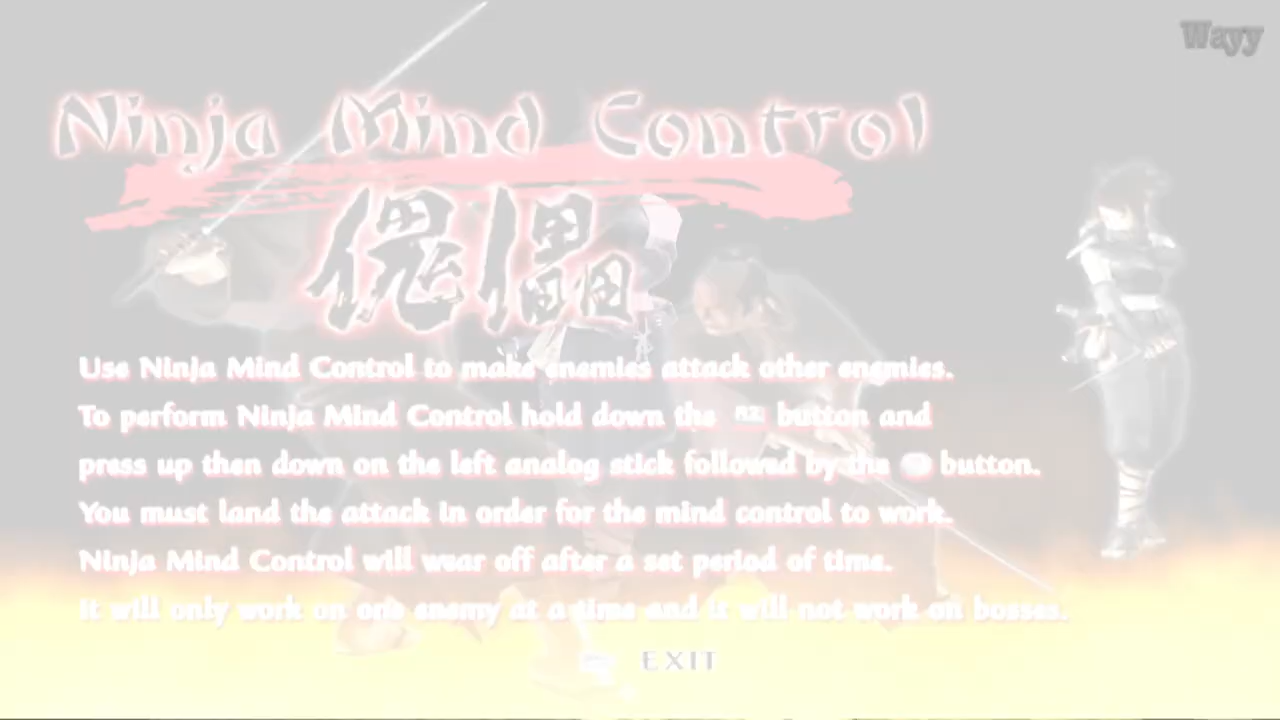 Wayy
Ninja Mind Control
傀儡
Use Ninja Mind Control to make enemies attack other enemies.
To perform Ninja Mind Control hold down the R2 button and
press up then down on the left analog stick followed by the button.
You must land the attack in order for the mind control to work.
Ninja Mind Control will wear off after a set period of time.
It will only work on one enemy at a time and it will not work on bosses.
EXIT